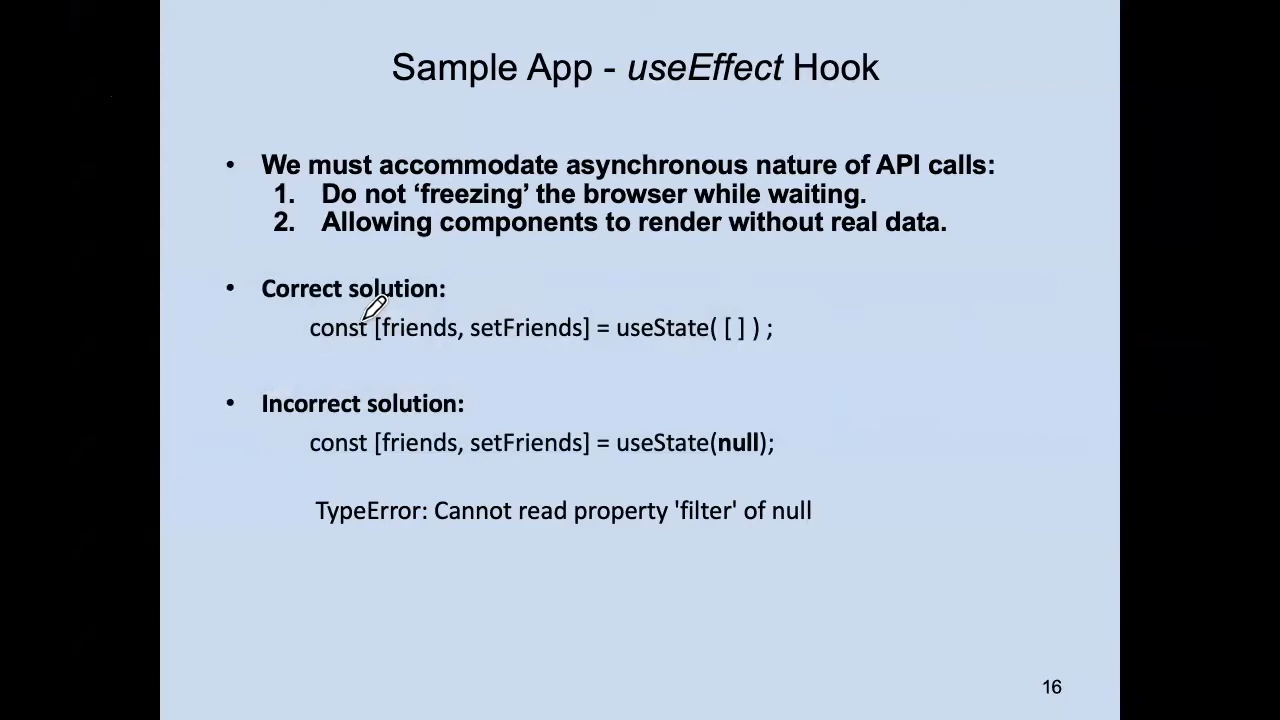 Sample App - useEffect Hook
• We must accommodate asynchronous nature of API calls:
1. Do not ‘freezing’ the browser while waiting.
2. Allowing components to render without real data.
• Correct solution:
const [friends, setFriends] = useState( [ ] ) ;
• Incorrect solution:
const [friends, setFriends] = useState(null);
TypeError: Cannot read property 'filter' of null
16